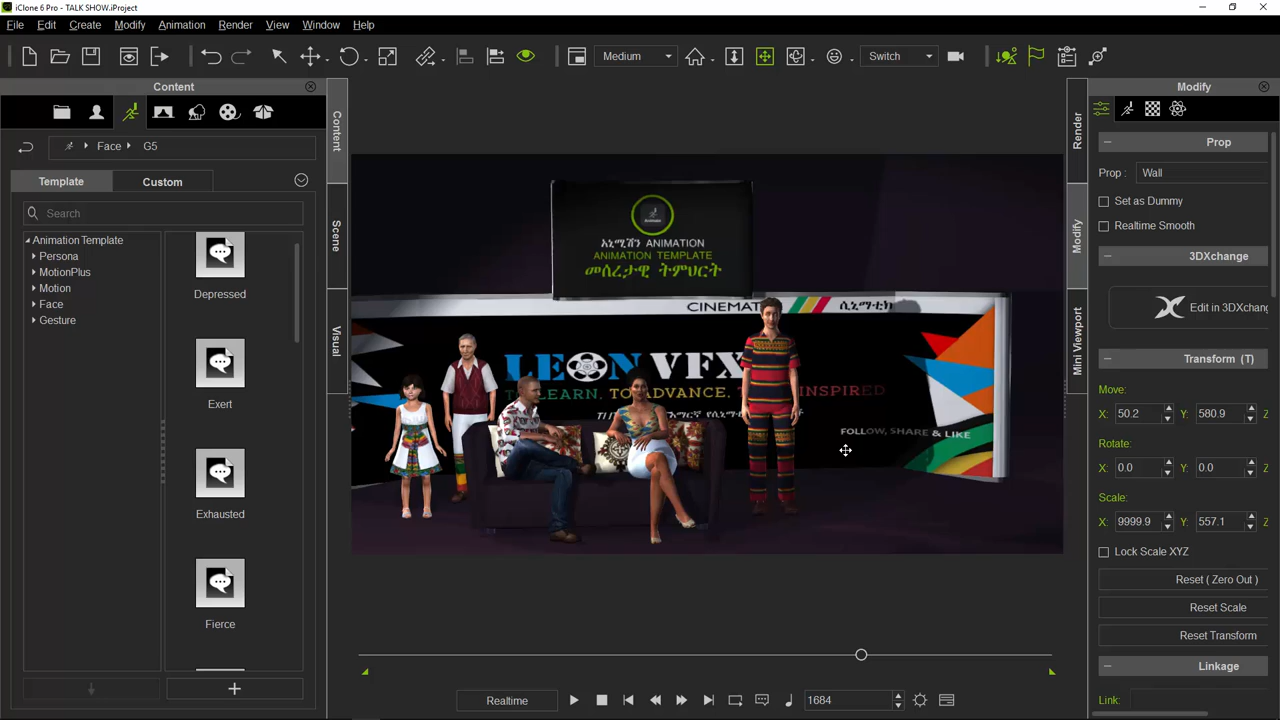 iClone 6 Pro - TALK SHOW.iProject
File Edit Create Modify Animation Render View Window Help
Medium
Switch
Content
Face G5
Template Custom
Search
Animation Template
Persona
MotionPlus
Motion
Face
Gesture
Depressed
Exert
Exhausted
Fierce
Content
Scene
Visual
አኒሜሽን ANIMATION
ANIMATION TEMPLATE
መሰረታዊ ትምህርት
CINEMAT ሲኒማቲክ
LEON VFX
TO LEARN. TO ADVANCE. INSPIRED
FOLLOW, SHARE & LIKE
Realtime
1684
Render
Modify
Mini Viewport
Modify
Prop
Prop : Wall
Set as Dummy
Realtime Smooth
3DXchange
Edit in 3DXchang
Transform (T)
Move:
X: 50.2 Y: 580.9 Z
Rotate:
X: 0.0 Y: 0.0 Z
Scale:
X: 9999.9 Y: 557.1 Z
Lock Scale XYZ
Reset ( Zero Out )
Reset Scale
Reset Transform
Linkage
Link: